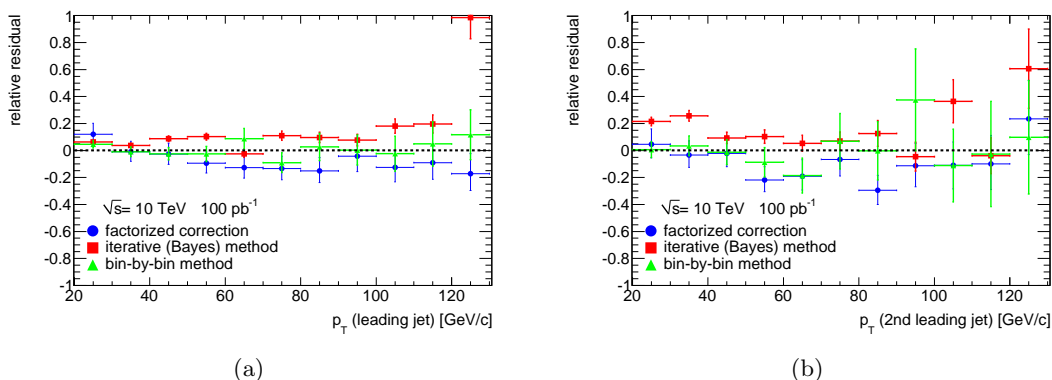 relative residual
1
0.8
0.6
0.4
0.2
0
-0.2
-0.4
-0.6
-0.8
-1
√s= 10 TeV 100 pb⁻¹
factorized correction
iterative (Bayes) method
bin-by-bin method
20 40 60 80 100 120
p_T (leading jet) [GeV/c]
(a)
relative residual
1
0.8
0.6
0.4
0.2
0
-0.2
-0.4
-0.6
-0.8
-1
√s= 10 TeV 100 pb⁻¹
factorized correction
iterative (Bayes) method
bin-by-bin method
20 40 60 80 100 120
p_T (2nd leading jet) [GeV/c]
(b)